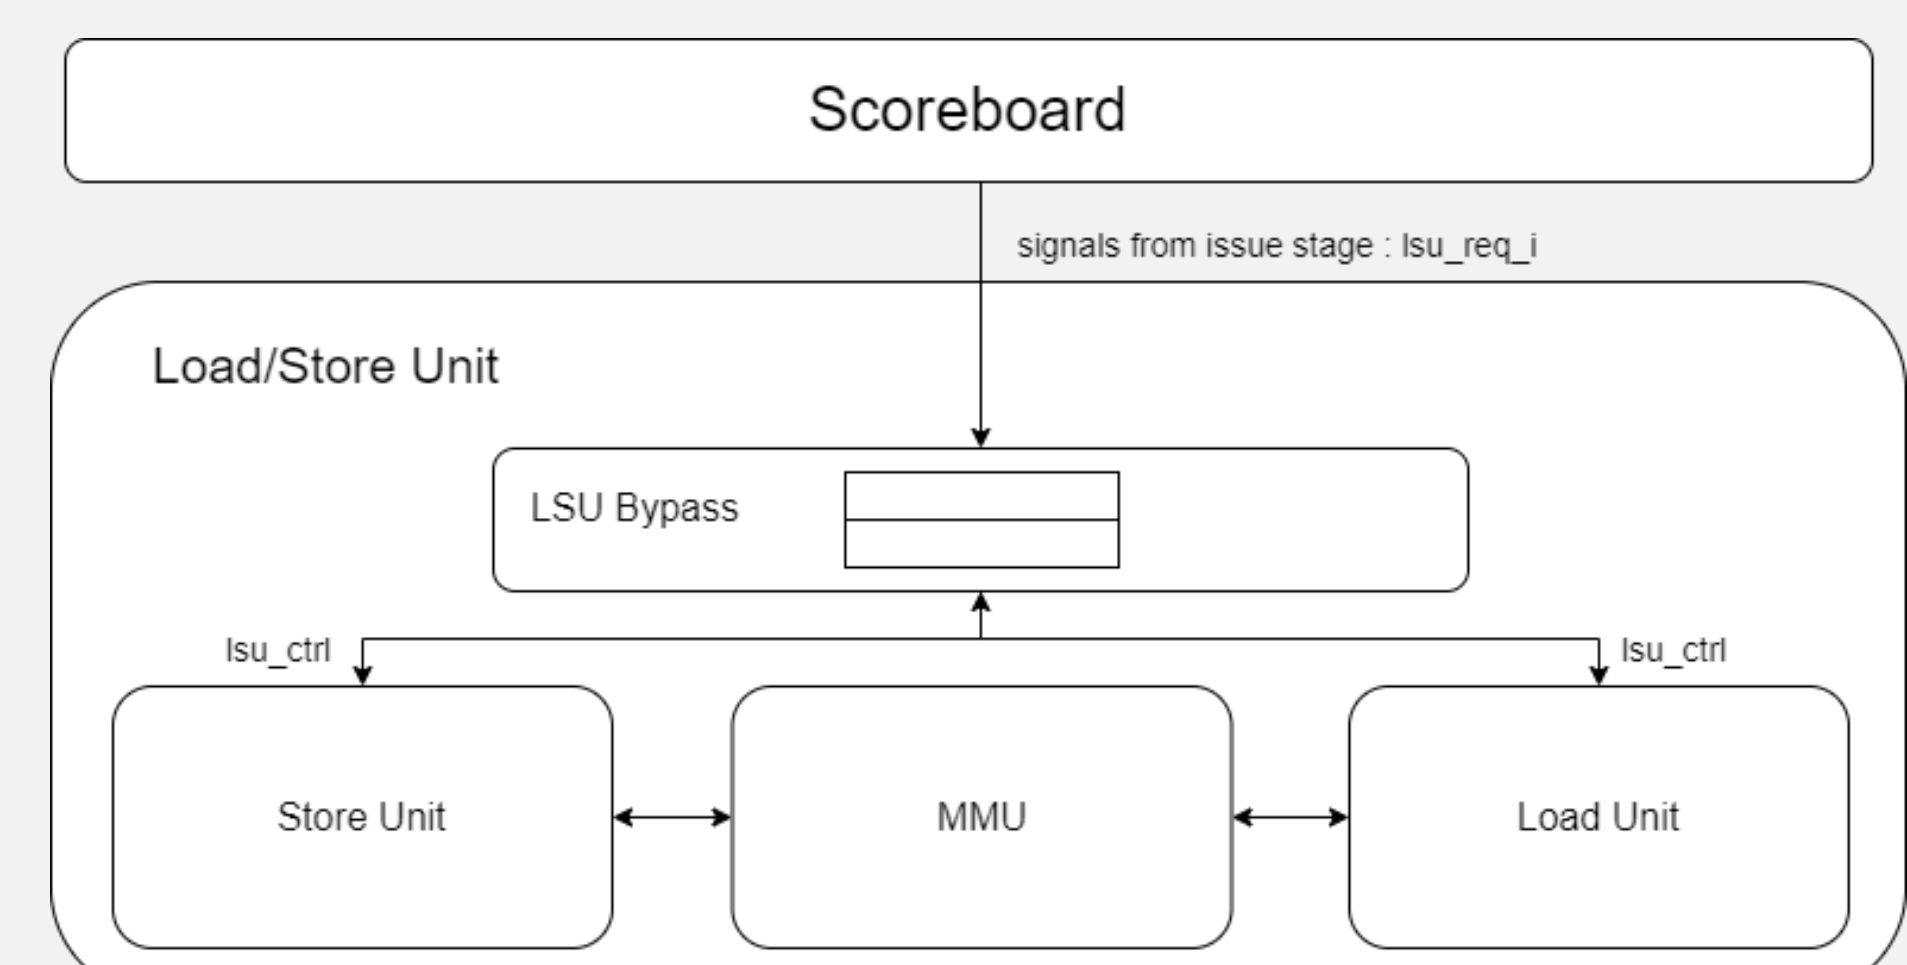 Scoreboard
signals from issue stage : lsu_req_i
Load/Store Unit
LSU Bypass
lsu_ctrl
lsu_ctrl
Store Unit
MMU
Load Unit